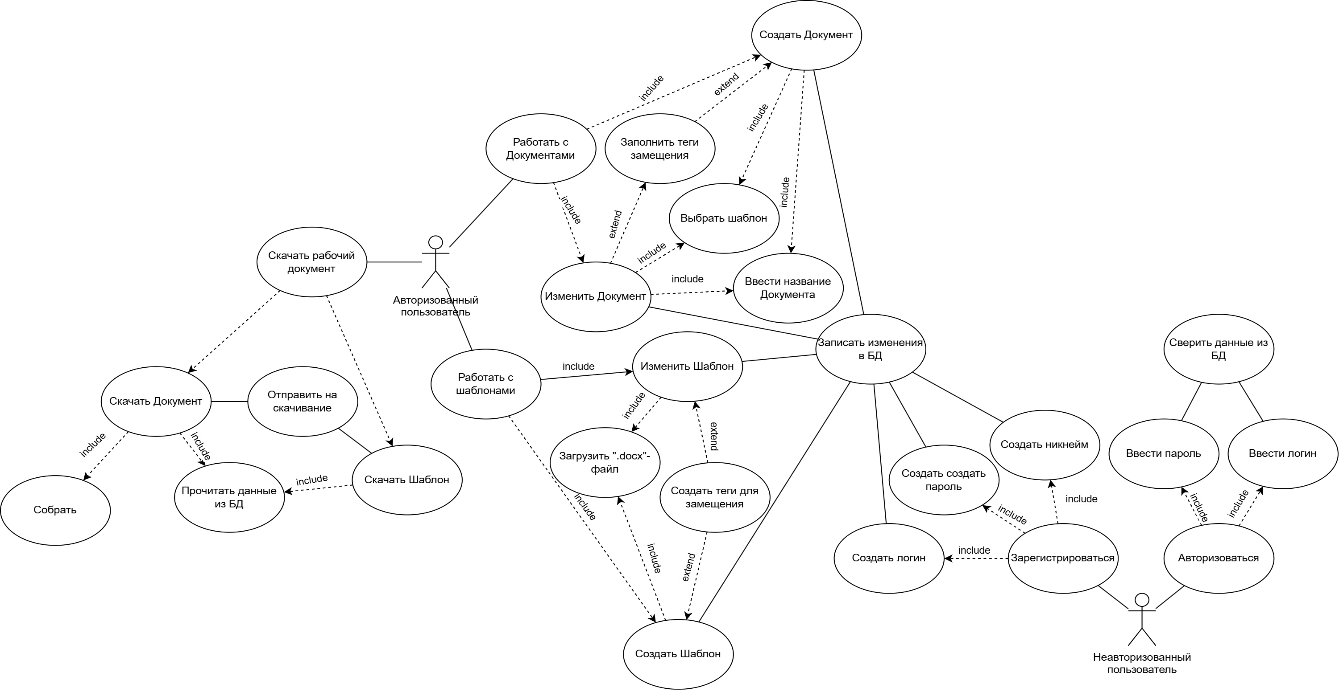 Создать Документ
include
extend
include
Работать с
Документами
Заполнить теги
замещения
include
include
extend
Выбрать шаблон
include
Скачать рабочий
документ
Авторизованный
пользователь
include
Изменить Документ
Ввести название
Документа
Записать изменения
в БД
Сверить данные из
БД
Работать с
шаблонами
include
Изменить Шаблон
Скачать Документ
Отправить на
скачивание
include
include
include
extend
Создать никнейм
Ввести пароль
Ввести логин
Загрузить ".docx"-
файл
Создать создать
пароль
Скачать Шаблон
include
Прочитать данные
из БД
Собрать
Создать теги для
замещения
include
include
include
include
include
include
extend
include
Создать логин
Зарегистрироваться
Авторизоваться
Создать Шаблон
Неавторизованный
пользователь